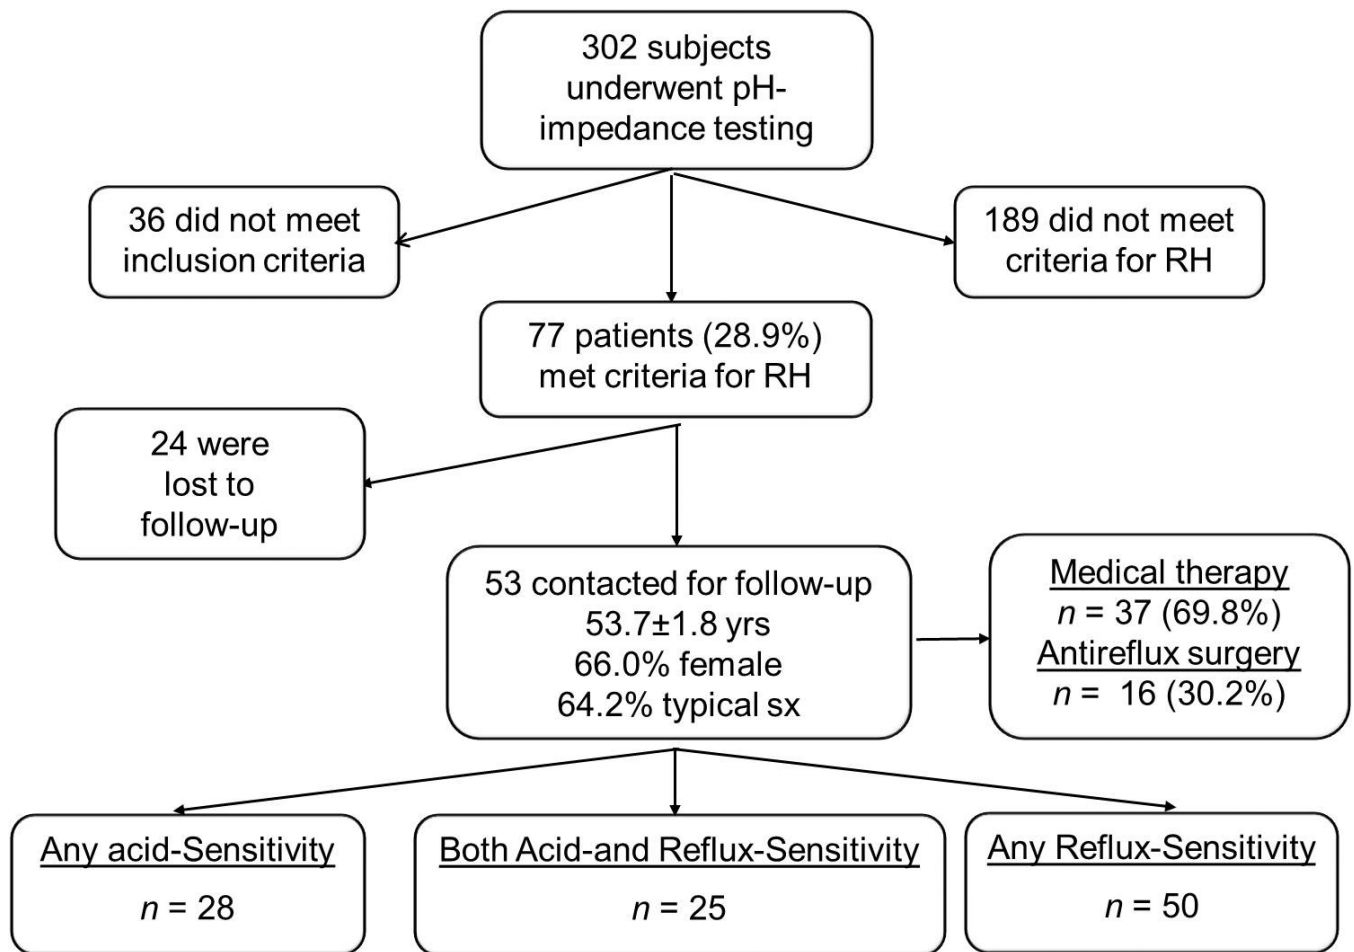 302 subjects
underwent pH-
impedance testing
36 did not meet
inclusion criteria
189 did not meet
criteria for RH
77 patients (28.9%)
met criteria for RH
24 were
lost to
follow-up
53 contacted for follow-up
53.7±1.8 yrs
66.0% female
64.2% typical sx
Medical therapy
n = 37 (69.8%)
Antireflux surgery
n = 16 (30.2%)
Any acid-Sensitivity
n = 28
Both Acid-and Reflux-Sensitivity
n = 25
Any Reflux-Sensitivity
n = 50